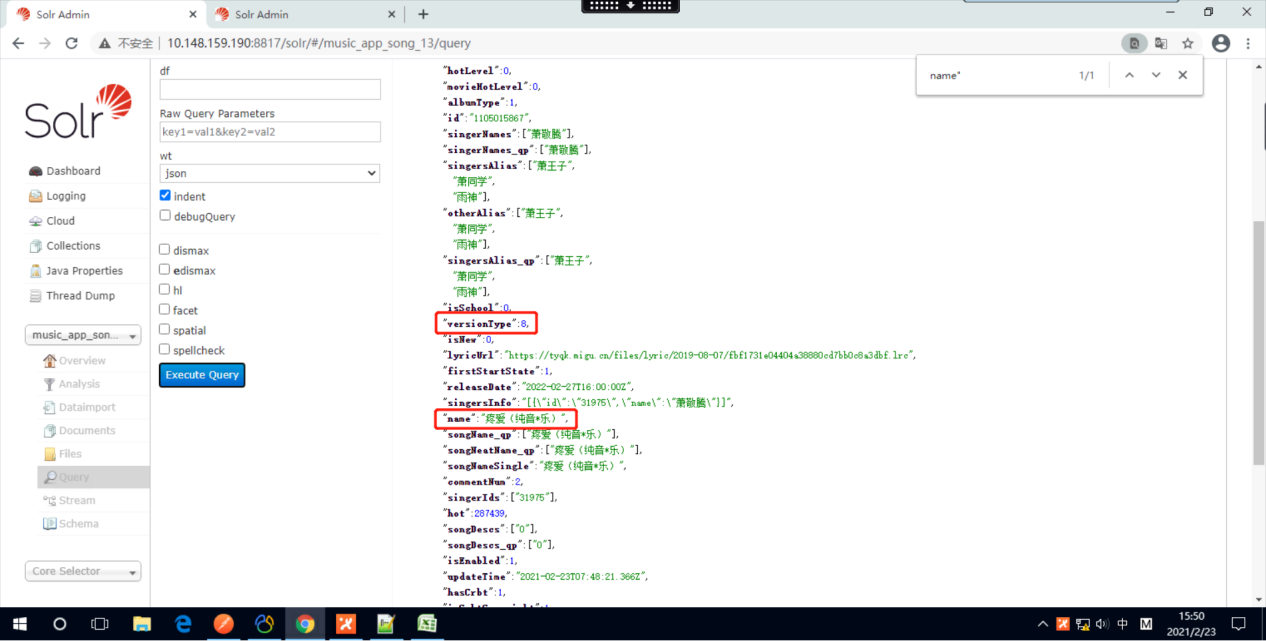 Solr Admin
Solr Admin
不安全 10.148.159.190:8817/solr/#/music_app_song_13/query
name" 1/1
Solr
Dashboard
Logging
Cloud
Collections
Java Properties
Thread Dump
music_app_son...
Overview
Analysis
Dataimport
Documents
Files
Query
Stream
Schema
Core Selector
df
Raw Query Parameters
key1=val1&key2=val2
wt
json
indent
debugQuery
dismax
edismax
hl
facet
spatial
spellcheck
Execute Query
"hotLevel":0,
"movieHotLevel":0,
"albumType":1,
"id":"1105015867",
"singerNames":["萧敬腾"],
"singerNames_qp":["萧敬腾"],
"singersAlias":["萧王子",
"萧同学",
"雨神"],
"otherAlias":["萧王子",
"萧同学",
"雨神"],
"singersAlias_qp":["萧王子",
"萧同学",
"雨神"],
"isSchool":0,
"versionType":8,
"isNew":0,
"lyricUrl":"https://tyqk.migu.cn/files/lyric/2019-08-07/fbf1731e04404a38880cd7bb0c8a3dbf.lrc",
"firstStartState":1,
"releaseDate":"2022-02-27T16:00:00Z",
"singersInfo":"[{\"id\":\"31975\",\"name\":\"萧敬腾\"}]",
"name":"疼爱（纯音*乐）",
"songName_qp":["疼爱（纯音*乐）"],
"songNeatName_qp":["疼爱（纯音*乐）"],
"songNameSingle":"疼爱（纯音*乐）",
"commentNum":2,
"singerIds":["31975"],
"hot":287439,
"songDescs":["0"],
"songDescs_qp":["0"],
"isEnabled":1,
"updateTime":"2021-02-23T07:48:21.366Z",
"hasCrbt":1,
中
M
15:50
2021/2/23